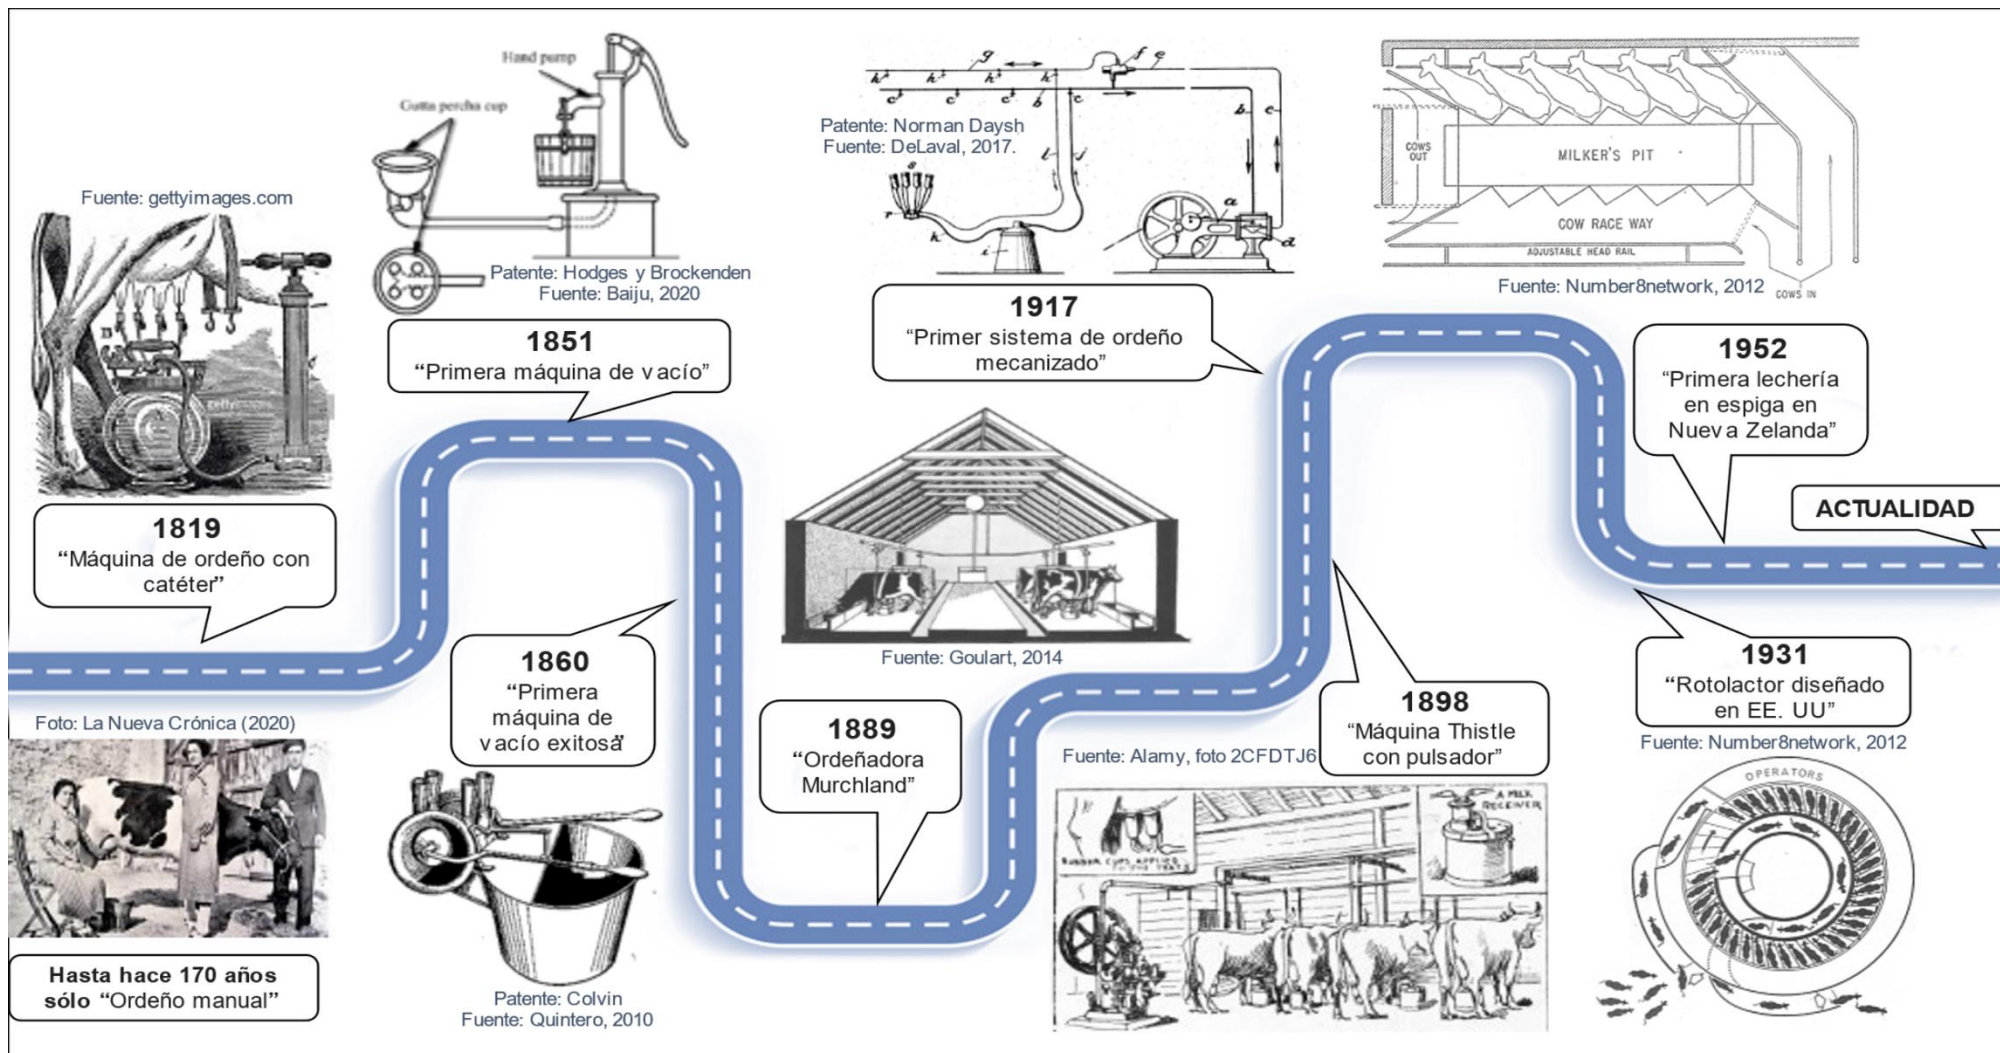 Fuente: gettyimages.com
1819
“Máquina de ordeño con
catéter”
Foto: La Nueva Crónica (2020)
Hasta hace 170 años
sólo “Ordeño manual”
Hand pump
Gutta percha cup
Patente: Hodges y Brockenden
Fuente: Baiju, 2020
1851
“Primera máquina de vacío”
1860
“Primera
máquina de
vacío exitosa”
Patente: Colvin
Fuente: Quintero, 2010
Fuente: Goulart, 2014
1889
“Ordeñadora
Murchland”
g
f
e
h
h
h
h
c
c
c
b
c
b
e
Patente: Norman Daysh
Fuente: DeLaval, 2017.
l
j
s
r
k
i
a
d
1917
“Primer sistema de ordeño
mecanizado”
1898
“Máquina Thistle
con pulsador”
Fuente: Alamy, foto 2CFDTJ6
RUBBER CUPS APPLIED
TO THE TEATS
A MILK
RECEIVER
COWS
OUT
MILKER'S PIT
COW RACE WAY
ADJUSTABLE HEAD RAIL
COWS IN
Fuente: Number8network, 2012
1952
“Primera lechería
en espiga en
Nueva Zelanda”
ACTUALIDAD
1931
“Rotolactor diseñado
en EE. UU”
Fuente: Number8network, 2012
OPERATORS